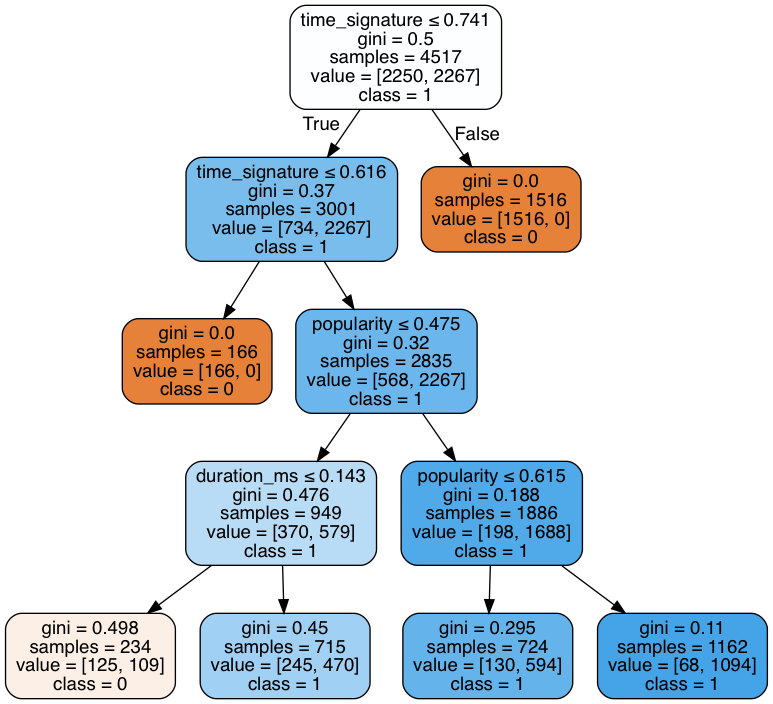 time_signature ≤ 0.741
gini = 0.5
samples = 4517
value = [2250, 2267]
class = 1
True
False
time_signature ≤ 0.616
gini = 0.37
samples = 3001
value = [734, 2267]
class = 1
gini = 0.0
samples = 1516
value = [1516, 0]
class = 0
gini = 0.0
samples = 166
value = [166, 0]
class = 0
popularity ≤ 0.475
gini = 0.32
samples = 2835
value = [568, 2267]
class = 1
duration_ms ≤ 0.143
gini = 0.476
samples = 949
value = [370, 579]
class = 1
popularity ≤ 0.615
gini = 0.188
samples = 1886
value = [198, 1688]
class = 1
gini = 0.498
samples = 234
value = [125, 109]
class = 0
gini = 0.45
samples = 715
value = [245, 470]
class = 1
gini = 0.295
samples = 724
value = [130, 594]
class = 1
gini = 0.11
samples = 1162
value = [68, 1094]
class = 1